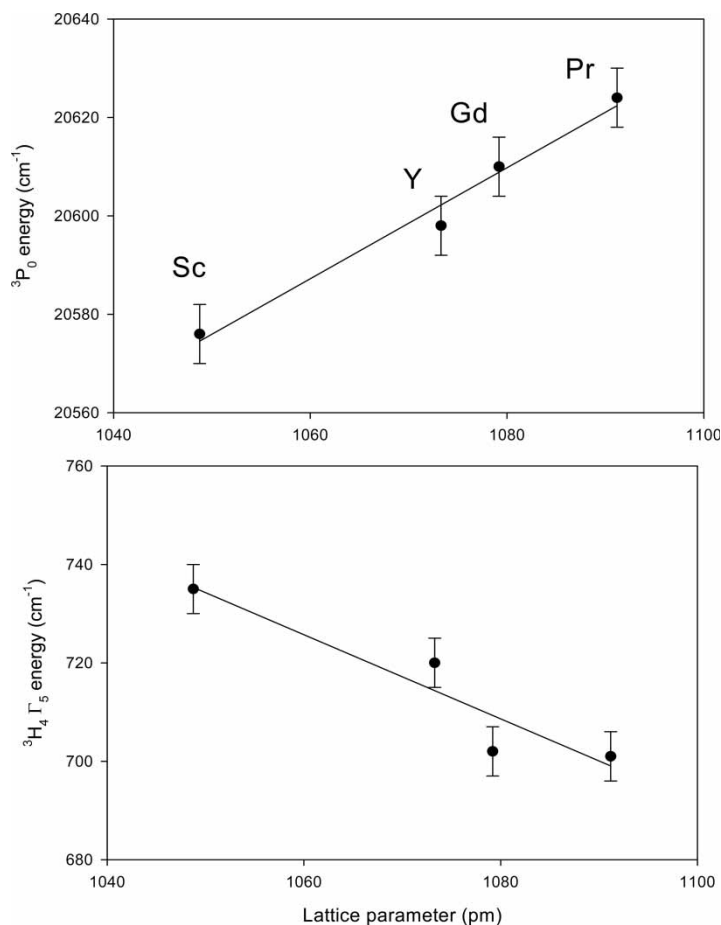 20640
Pr
20620
Gd
Y
20600
Sc
20580
20560
1040 1060 1080 1100
³P₀ energy (cm⁻¹)
760
740
720
700
680
1040 1060 1080 1100
³H₄ Γ₅ energy (cm⁻¹)
Lattice parameter (pm)